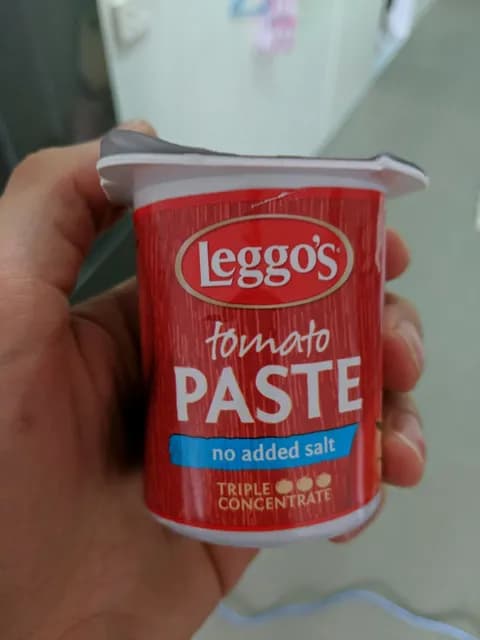 Leggo's
tomato
PASTE
no added salt
TRIPLE
CONCENTRATE